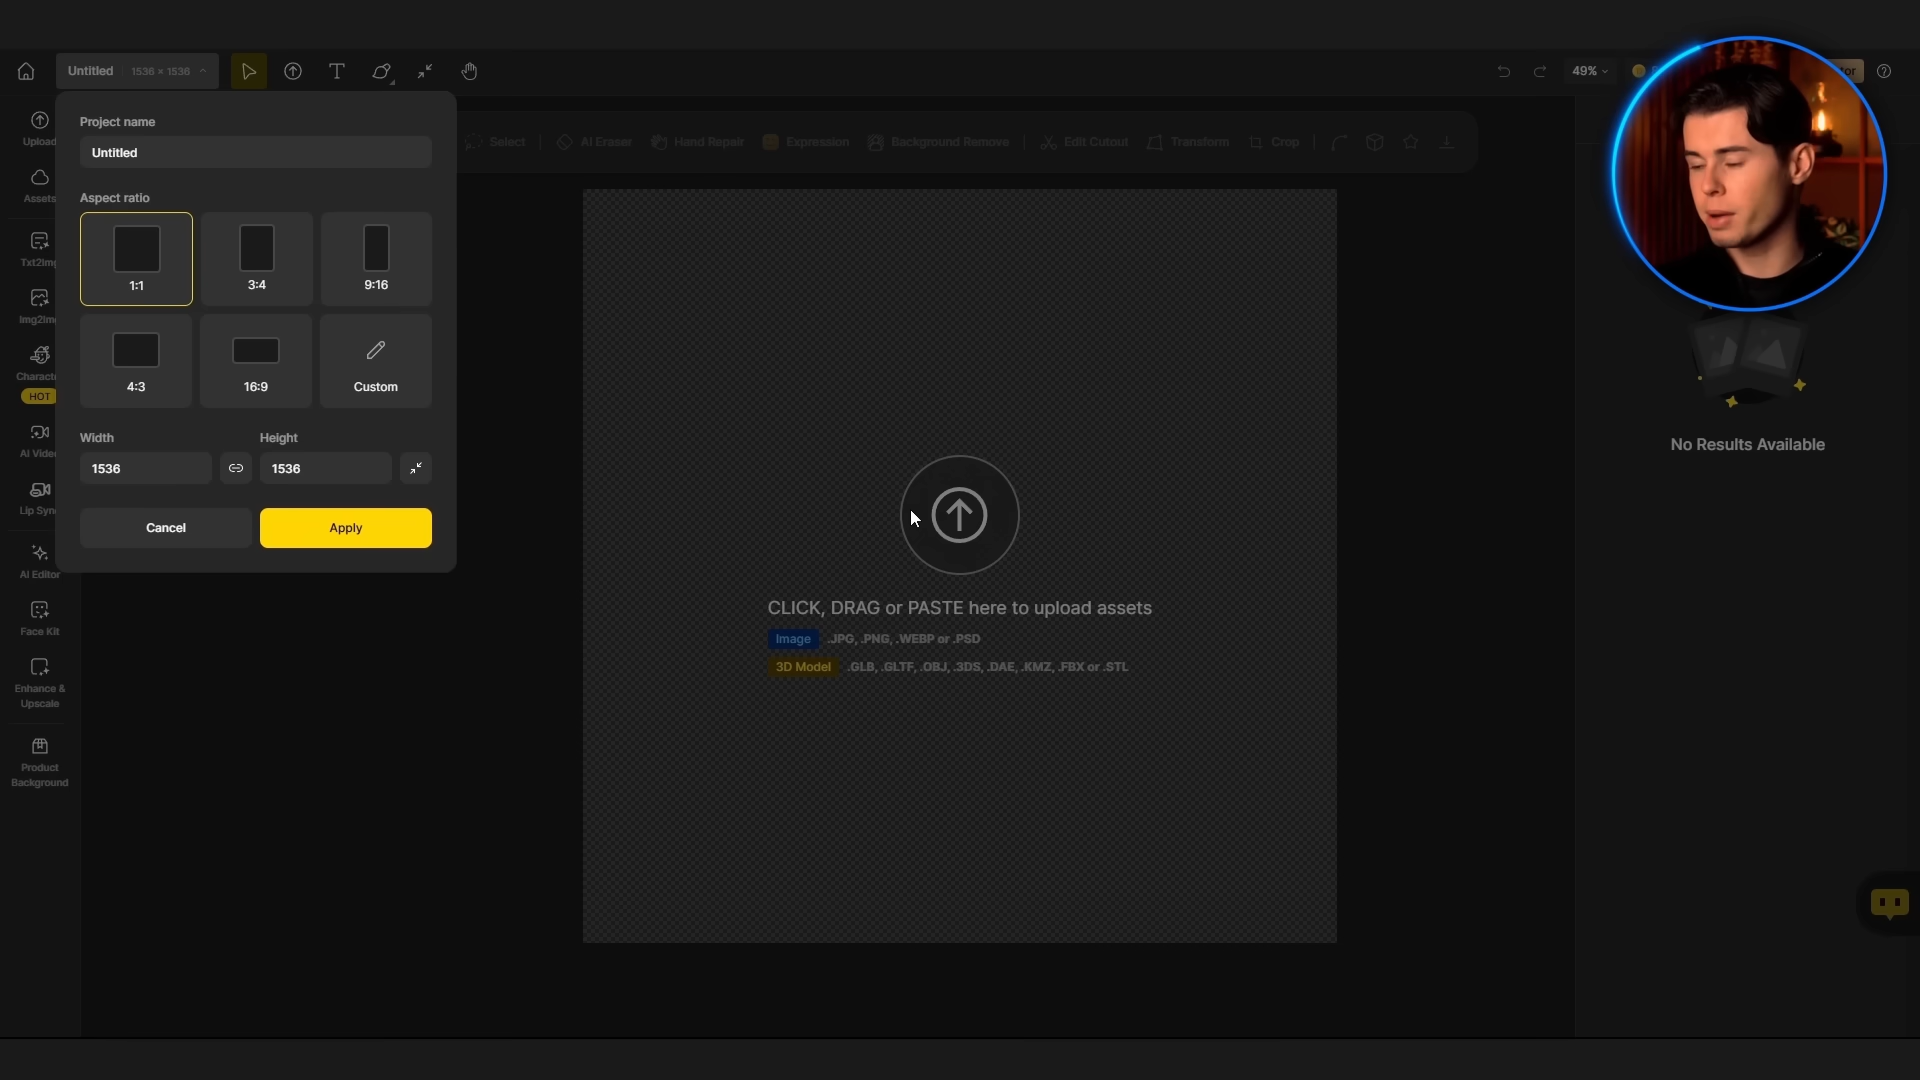 Untitled 1536 × 1536
49%
Upload
Assets
Txt2Img
Img2Img
HOT
AI Video
Lip Sync
AI Editor
Face Kit
Enhance &
Upscale
Product
Background
Project name
Untitled
Aspect ratio
1:1
3:4
9:16
4:3
16:9
Custom
Width
Height
1536
1536
Cancel
Apply
Select
AI Eraser
Hand Repair
Expression
Background Remove
Edit Cutout
Transform
Crop
CLICK, DRAG or PASTE here to upload assets
Image .JPG, .PNG, .WEBP or .PSD
3D Model .GLB, .GLTF, .OBJ, .3DS, .DAE, .KMZ, .FBX or .STL
No Results Available